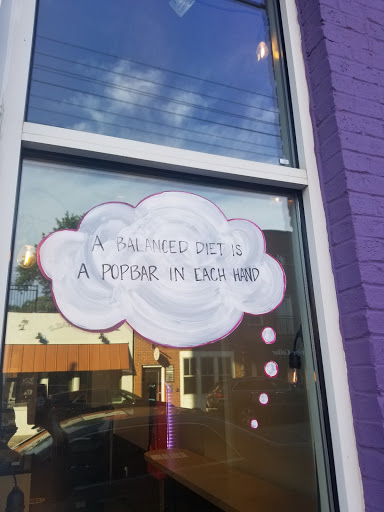 A BALANCED DIET IS
A POPBAR IN EACH HAND